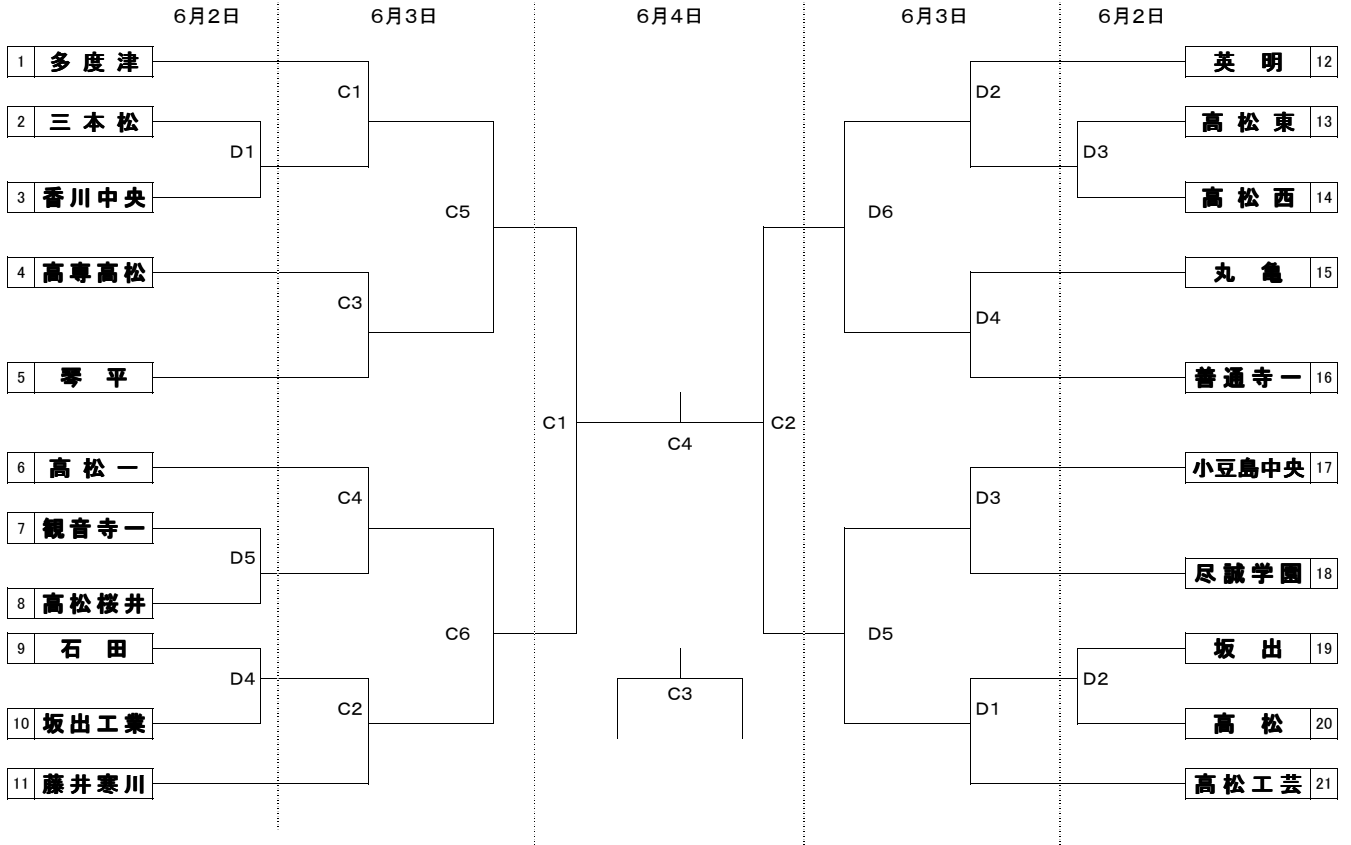 6月2日 6月3日 6月4日 6月3日 6月2日
1 多度津 英明 12
C1 D2
2 三本松 高松東 13
D1 D3
3 香川中央 高松西 14
C5 D6
4 高専高松 丸亀 15
C3 D4
5 琴平 善通寺一 16
C1 C4 C2
6 高松一 小豆島中央 17
C4 D3
7 観音寺一
D5
尽誠学園 18
8 高松桜井
C6 D5
9 石田 坂出 19
D4 D2
C3
C2 D1
10 坂出工業 高松 20
11 藤井寒川 高松工芸 21